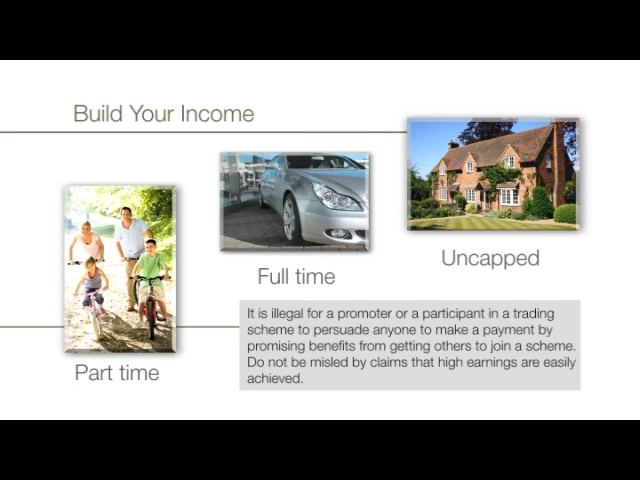 Build Your Income
Uncapped
Full time
Part time
It is illegal for a promoter or a participant in a trading
scheme to persuade anyone to make a payment by
promising benefits from getting others to join a scheme.
Do not be misled by claims that high earnings are easily
achieved.